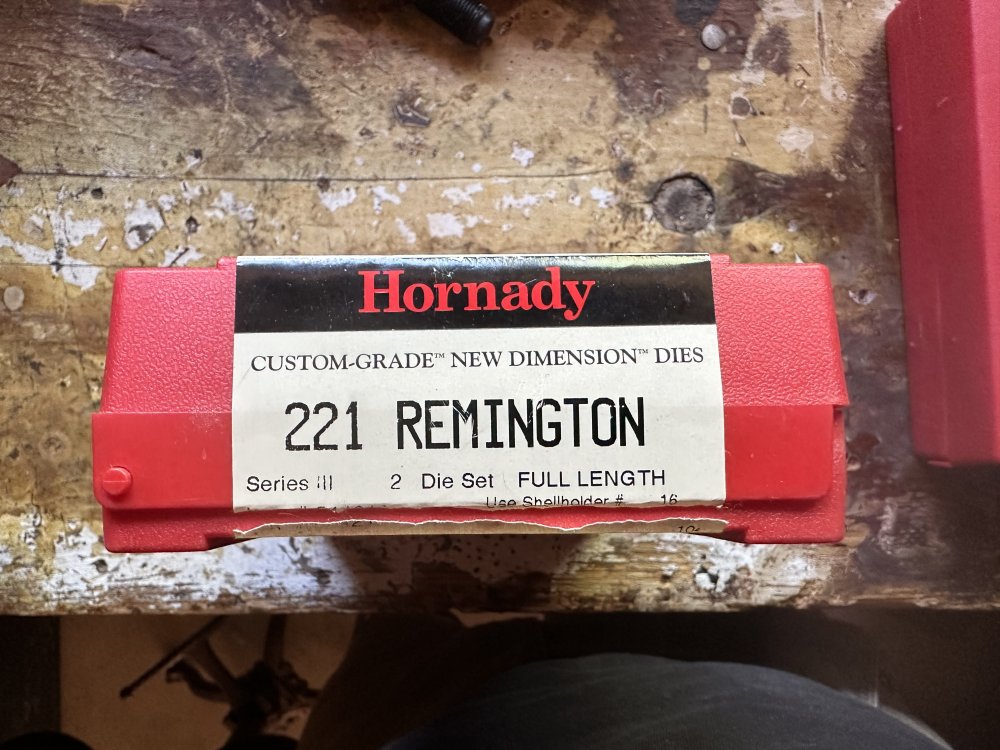 Hornady
CUSTOM-GRADE™ NEW DIMENSION™ DIES
221 REMINGTON
Series III 2 Die Set FULL LENGTH
Use Shellholder # 16